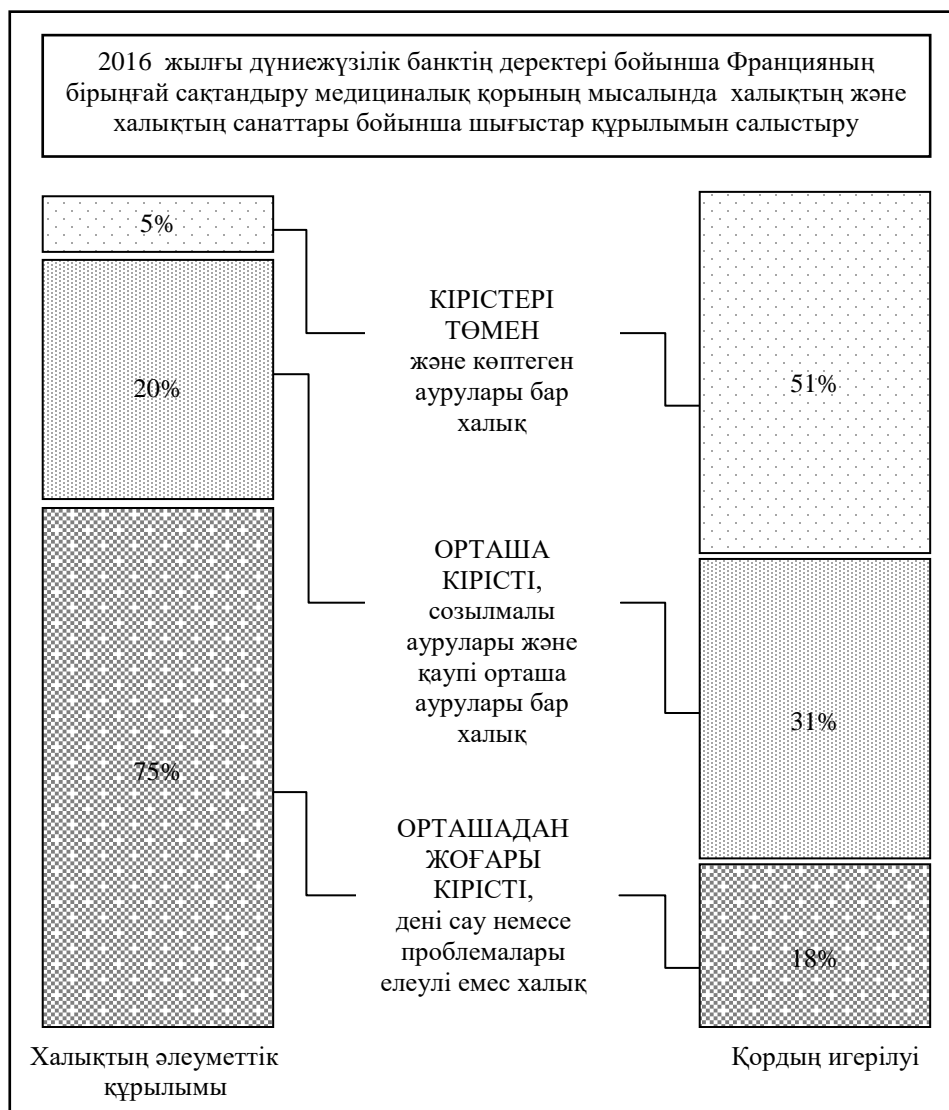 2016 жылғы дүниежүзілік банктің деректері бойынша Францияның
бірыңғай сақтандыру медициналық қорының мысалында халықтың және
халықтың санаттары бойынша шығыстар құрылымын салыстыру
5%
20%
75%
КІРІСТЕРІ
ТӨМЕН
және көптеген
аурулары бар
халық
ОРТАША
КІРІСТІ,
созылмалы
аурулары және
қаупі орташа
аурулары бар
халық
ОРТАШАДАН
ЖОҒАРЫ
КІРІСТІ,
дені сау немесе
проблемалары
елеулі емес халық
51%
31%
18%
Халықтың әлеуметтік
құрылымы
Қордың игерілуі